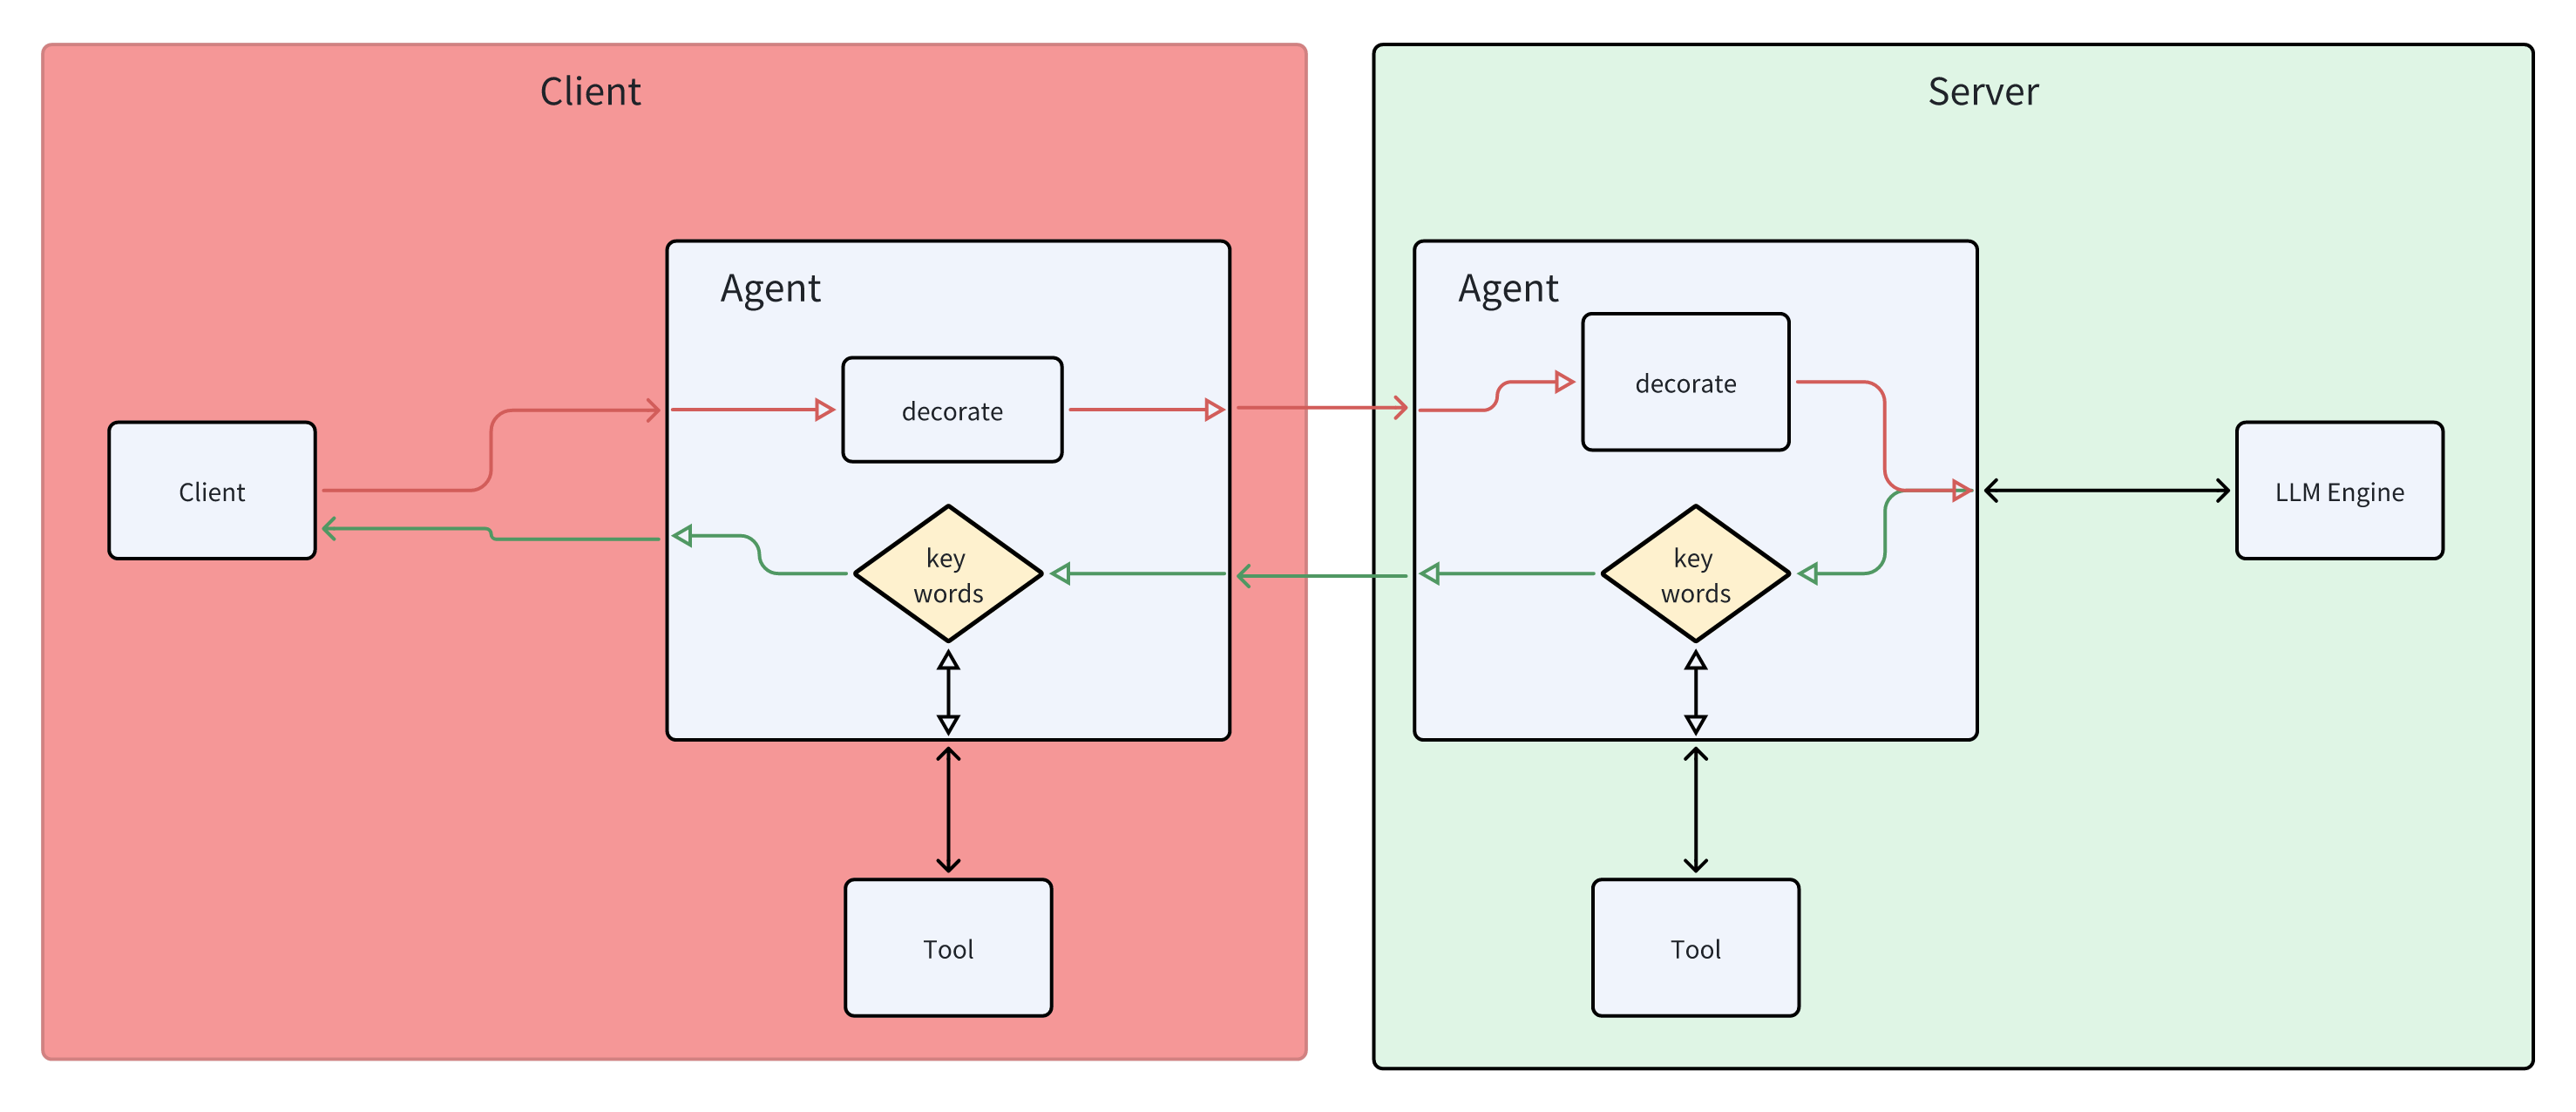 Client
Server
Agent
Agent
decorate
decorate
Client
LLM Engine
key
words
key
words
Tool
Tool